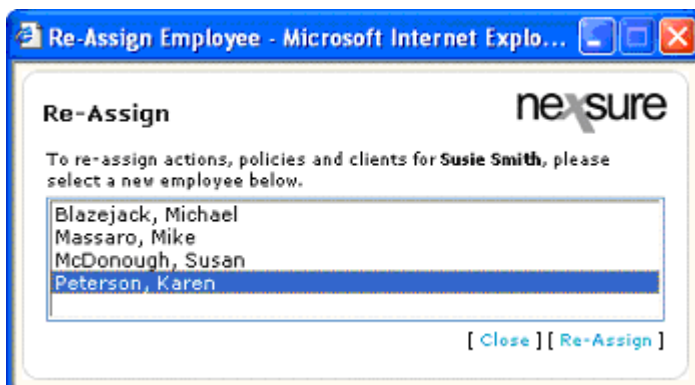 Re-Assign Employee - Microsoft Internet Explo...
nexsure
Re-Assign
To re-assign actions, policies and clients for Susie Smith, please
select a new employee below.
Blazejack, Michael
Massaro, Mike
McDonough, Susan
Peterson, Karen
[ Close ] [ Re-Assign ]